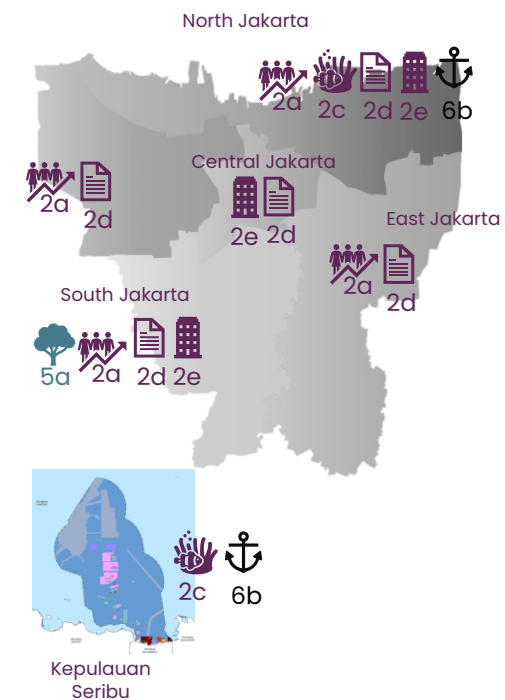 North Jakarta
2a 2c 2d 2e 6b
Central Jakarta
2a 2d
2e 2d
East Jakarta
2a 2d
South Jakarta
5a 2a 2d 2e
2c 6b
Kepulauan
Seribu